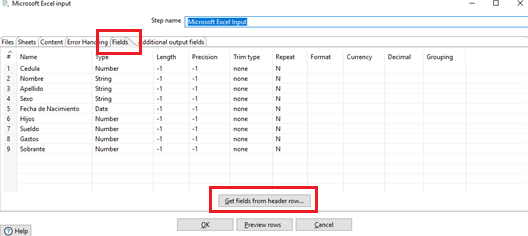 Microsoft Excel input
Step name Microsoft Excel Input
Files Sheets Content Error Handling Fields Additional output fields
# Name Type Length Precision Trim type Repeat Format Currency Decimal Grouping
1 Cedula Number -1 -1 none N
2 Nombre String -1 -1 none N
3 Apellido String -1 -1 none N
4 Sexo String -1 -1 none N
5 Fecha de Nacimiento Date -1 -1 none N
6 Hijos Number -1 -1 none N
7 Sueldo Number -1 -1 none N
8 Gastos Number -1 -1 none N
9 Sobrante Number -1 -1 none N
Get fields from header row...
OK Preview rows Cancel
Help